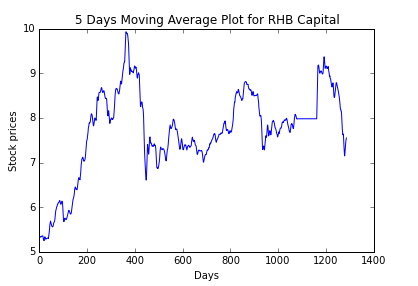 5 Days Moving Average Plot for RHB Capital
10
9
8
7
6
5
Stock prices
0 200 400 600 800 1000 1200 1400
Days